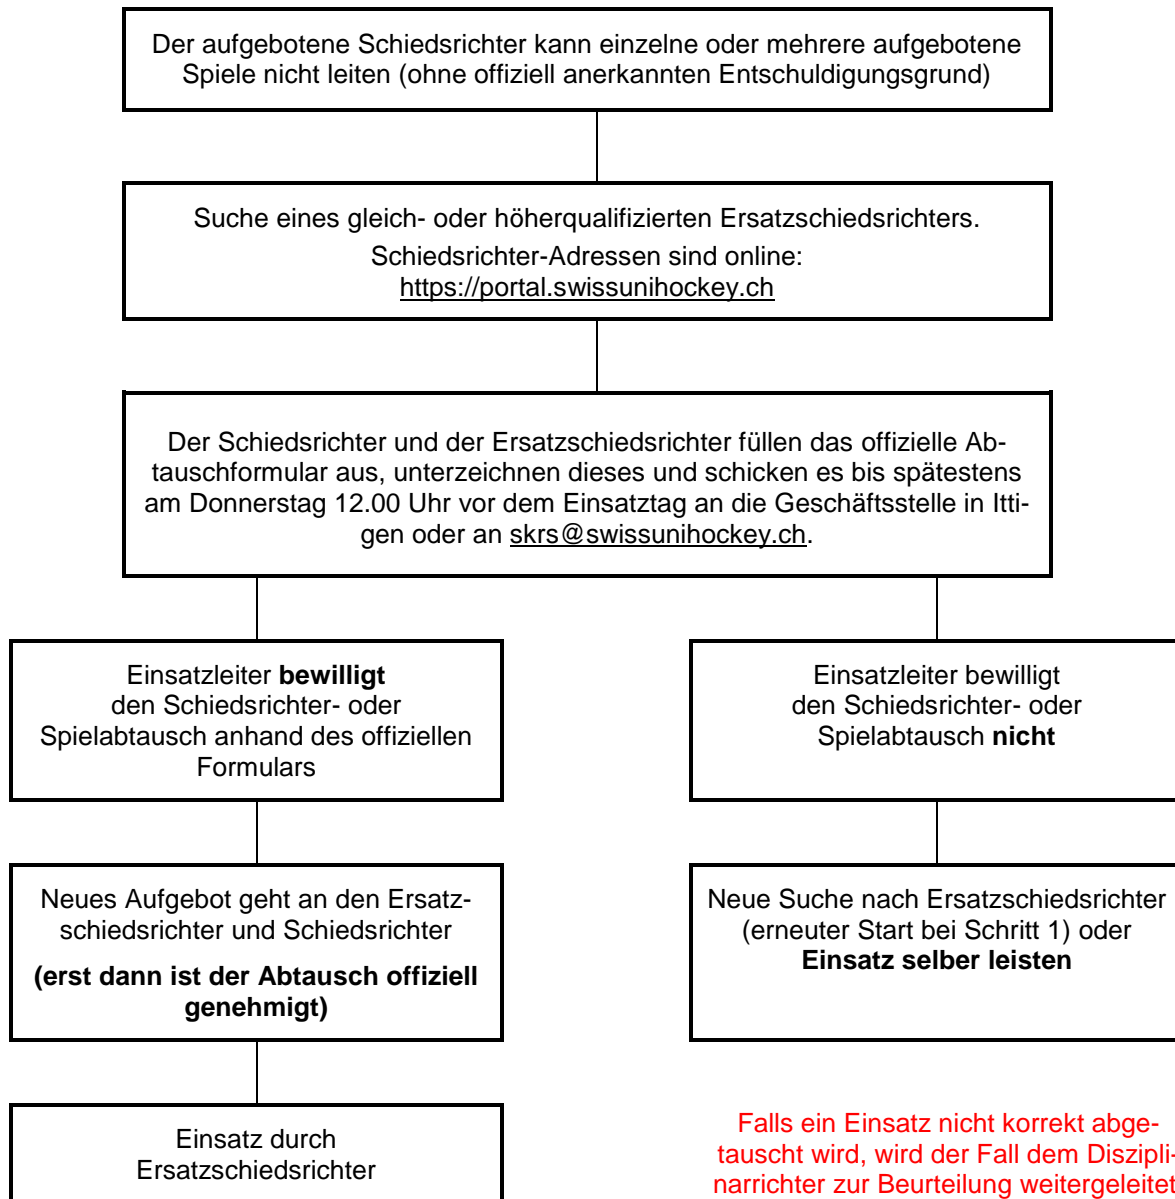 Der aufgebotene Schiedsrichter kann einzelne oder mehrere aufgebotene
Spiele nicht leiten (ohne offiziell anerkannten Entschuldigungsgrund)
Suche eines gleich- oder höherqualifizierten Ersatzschiedsrichters.
Schiedsrichter-Adressen sind online:
https://portal.swissunihockey.ch
Der Schiedsrichter und der Ersatzschiedsrichter füllen das offizielle Ab-
tauschformular aus, unterzeichnen dieses und schicken es bis spätestens
am Donnerstag 12.00 Uhr vor dem Einsatztag an die Geschäftsstelle in Itti-
gen oder an skrs@swissunihockey.ch.
Einsatzleiter bewilligt
den Schiedsrichter- oder
Spielabtausch anhand des offiziellen
Formulars
Einsatzleiter bewilligt
den Schiedsrichter- oder
Spielabtausch nicht
Neues Aufgebot geht an den Ersatz-
schiedsrichter und Schiedsrichter
(erst dann ist der Abtausch offiziell
genehmigt)
Neue Suche nach Ersatzschiedsrichter
(erneuter Start bei Schritt 1) oder
Einsatz selber leisten
Einsatz durch
Ersatzschiedsrichter
Falls ein Einsatz nicht korrekt abge-
tauscht wird, wird der Fall dem Diszipli-
narrichter zur Beurteilung weitergeleitet